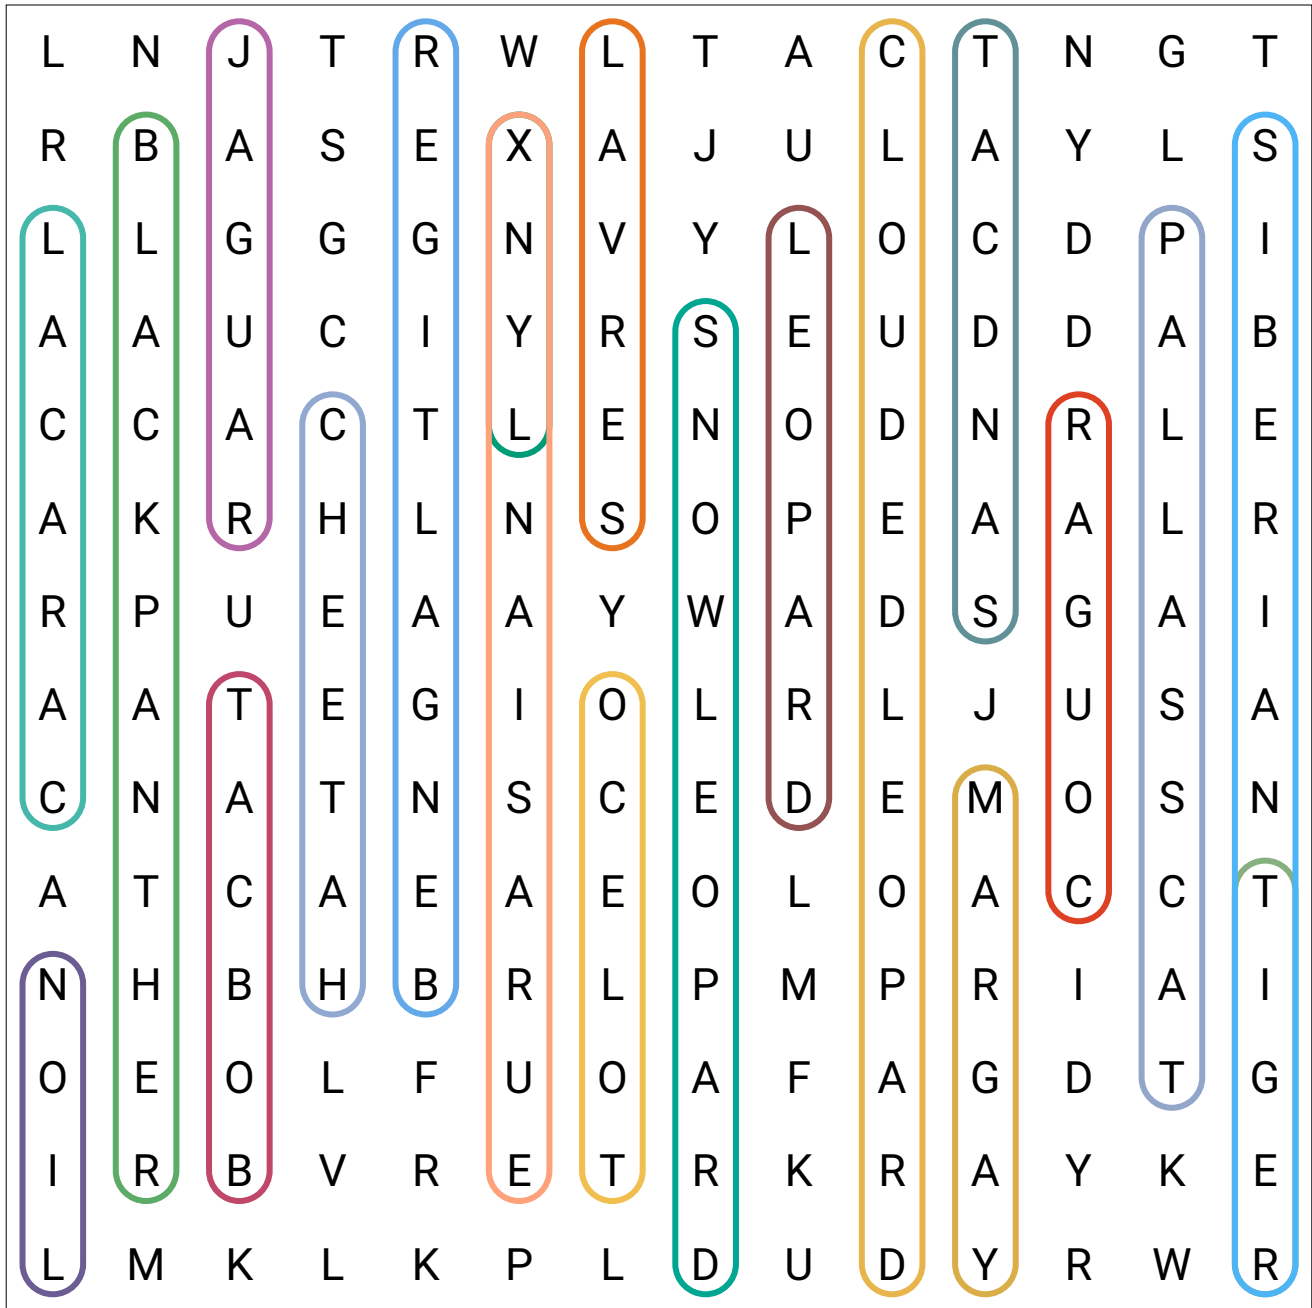 L N J T R W L T A C T N G T
R B A S E X A J U L A Y L S
L L G G G N V Y L O C D P I
A A U C I Y R S E U D D A B
C C A C T L E N O D N R L E
A K R H L N S O P E A A L R
R P U E A A Y W A D S G A I
A A T E G I O L R L J U S A
C N A T N S C E D E M O S N
A T C A E A E O L O A C C T
N H B H B R L P M P R I A I
O E O L F U O A F A G D T G
I R B V R E T R K R A Y K E
L M K L K P L D U D Y R W R